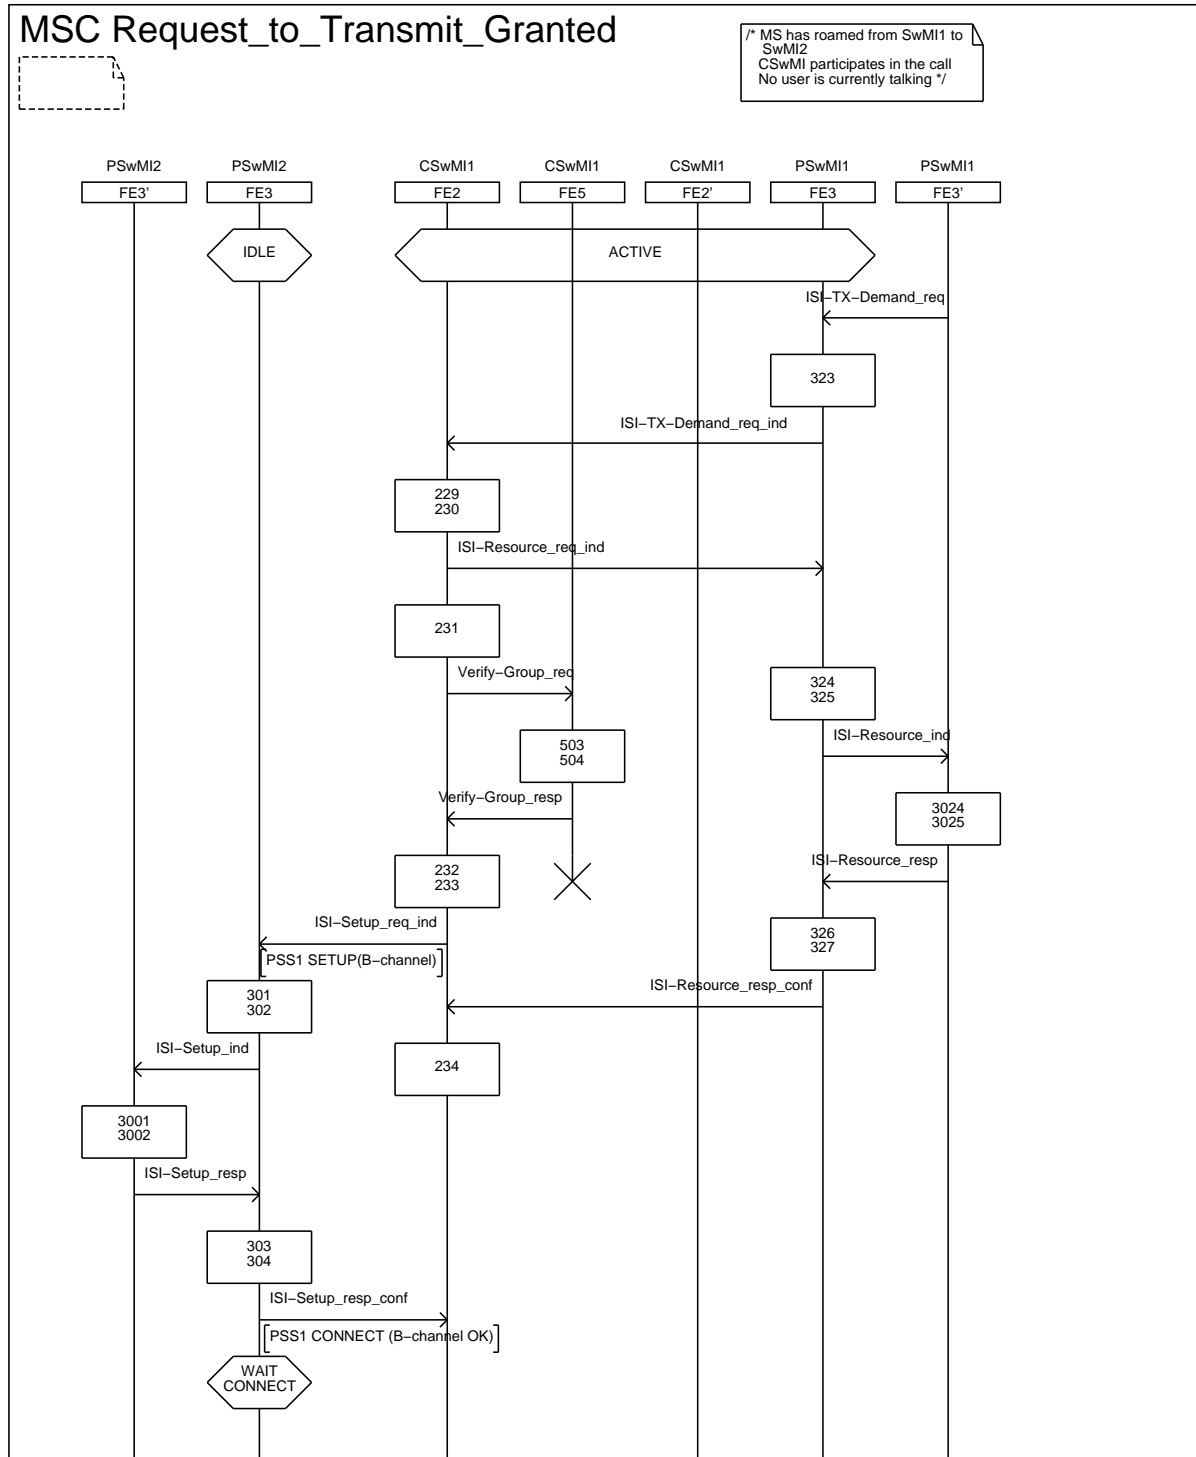 MSC Request_to_Transmit_Granted
/* MS has roamed from SwMI1 to
SwMI2
CSwMI participates in the call
No user is currently talking */
PSwMI2 PSwMI2 CSwMI1 CSwMI1 CSwMI1 PSwMI1 PSwMI1
FE3' FE3 FE2 FE5 FE2' FE3 FE3'
IDLE ACTIVE
ISI−TX−Demand_req
323
ISI−TX−Demand_req_ind
229
230
ISI−Resource_req_ind
231
Verify−Group_req
324
325
ISI−Resource_ind
503
504
Verify−Group_resp
3024
3025
ISI−Resource_resp
232
233
ISI−Setup_req_ind
326
327
[PSS1 SETUP(B−channel)]
ISI−Resource_resp_conf
301
302
ISI−Setup_ind
234
3001
3002
ISI−Setup_resp
303
304
ISI−Setup_resp_conf
[PSS1 CONNECT (B−channel OK)]
WAIT
CONNECT